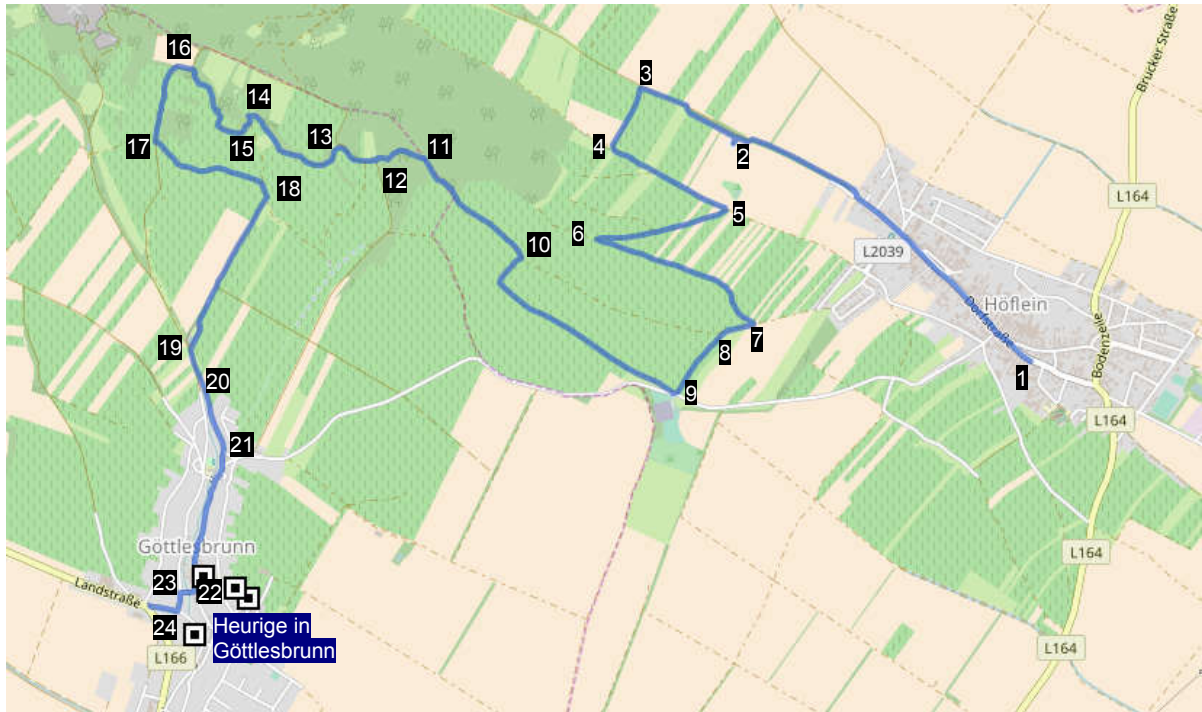 16
3
Brucker Straße
14
13
17
15
4
2
11
12
18
L164
5
6
10
L2039
Höflein
Dorfstraße
7
8
19
Bodenzeile
1
20
9
L164
21
Göttlesbrunn
L164
23
22
Landstraße
24
Heurige in
Göttlesbrunn
L166
L164